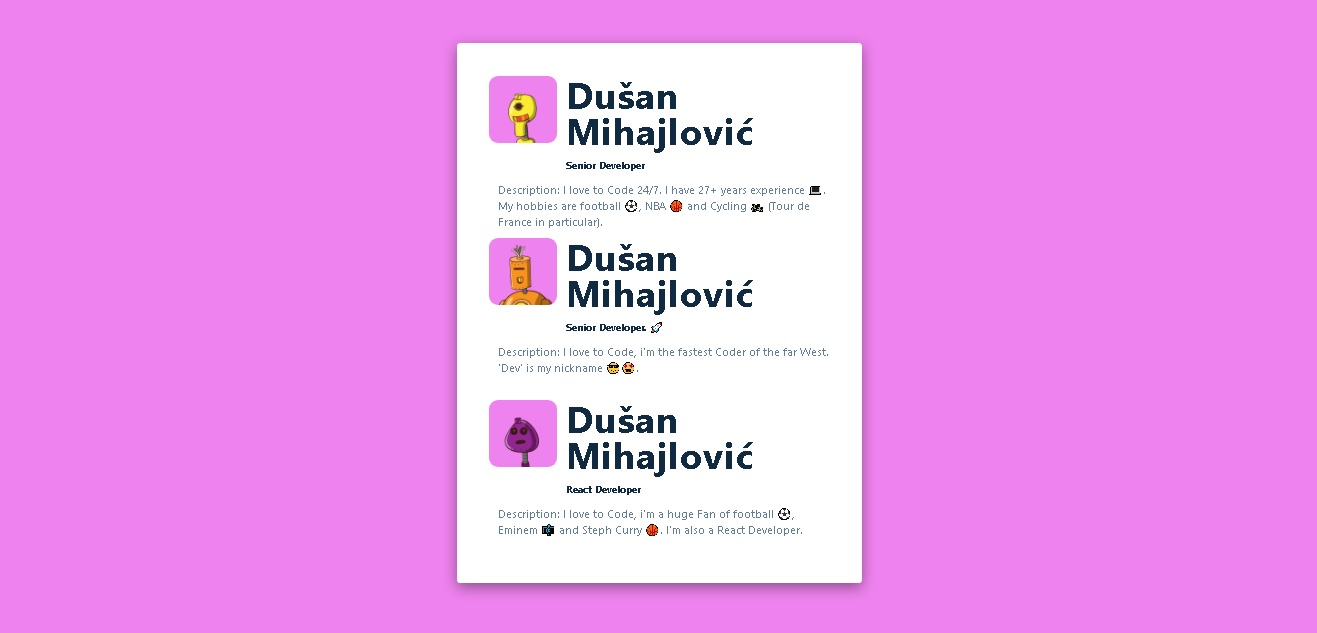 Dušan
Mihajlović
Senior Developer
Description: I love to Code 24/7. I have 27+ years experience 💻.
My hobbies are football ⚽, NBA 🏀 and Cycling 🚵 (Tour de
France in particular).
Dušan
Mihajlović
Senior Developer. 🚀
Description: I love to Code, i'm the fastest Coder of the far West.
'Dev' is my nickname 😎🤩.
Dušan
Mihajlović
React Developer
Description: I love to Code, i'm a huge Fan of football ⚽,
Eminem and Steph Curry 🏀. I'm also a React Developer.